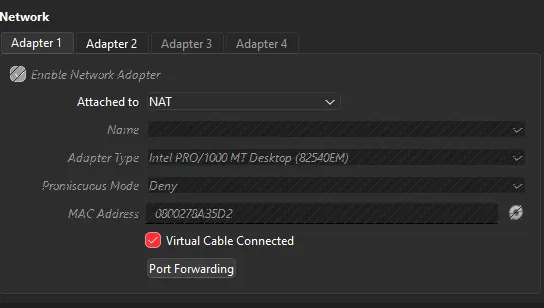 Network
Adapter 1 Adapter 2 Adapter 3 Adapter 4
Enable Network Adapter
Attached to NAT
Name
Adapter Type Intel PRO/1000 MT Desktop (82540EM)
Promiscuous Mode Deny
MAC Address 0800278A35D2
Virtual Cable Connected
Port Forwarding